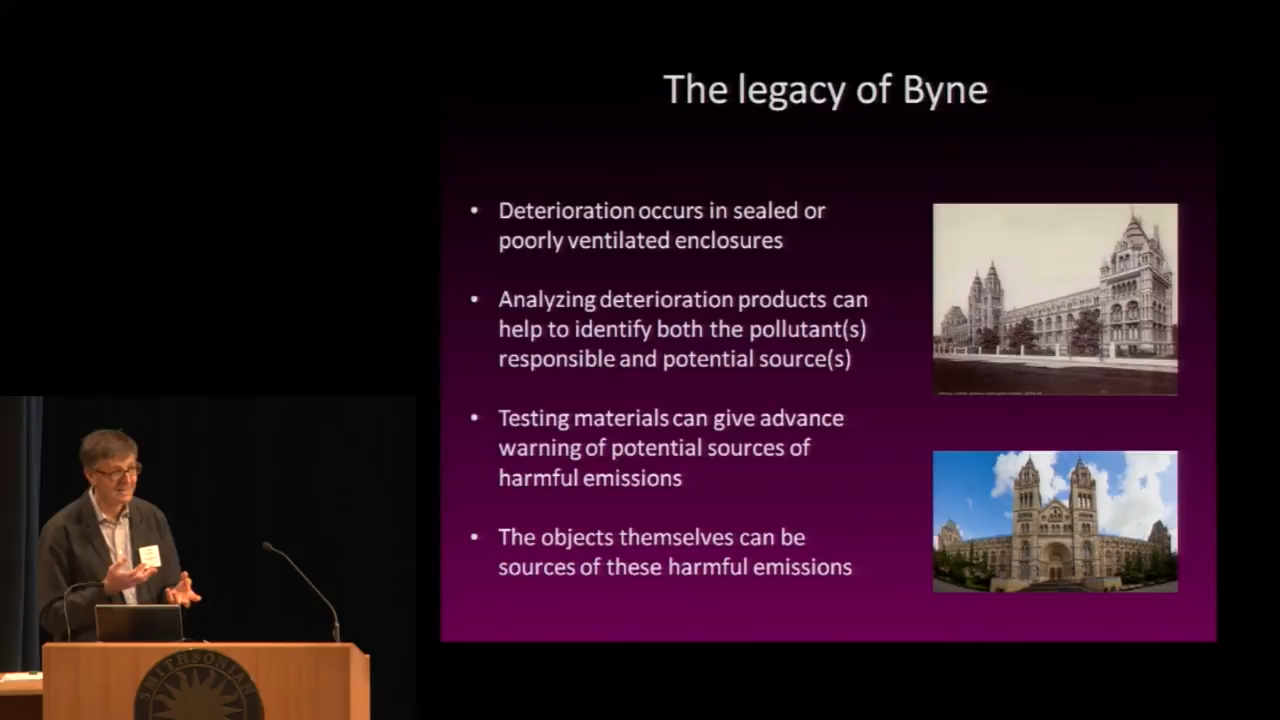 The legacy of Byne
• Deterioration occurs in sealed or
poorly ventilated enclosures
• Analyzing deterioration products can
help to identify both the pollutant(s)
responsible and potential source(s)
• Testing materials can give advance
warning of potential sources of
harmful emissions
• The objects themselves can be
sources of these harmful emissions
SMITHSONIAN